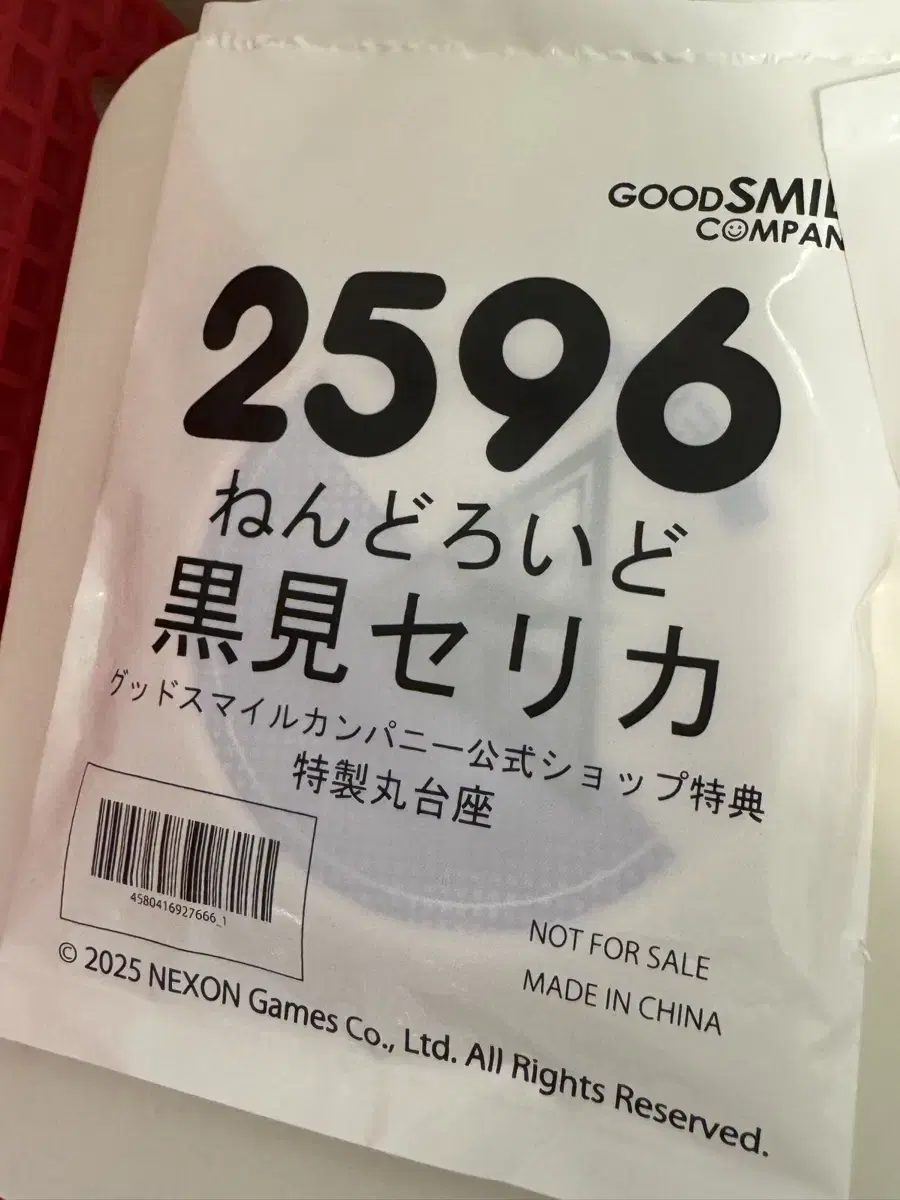 GOODSMIL
COMPAN
2596
ねんどろいど
黒見セリカ
グッドスマイルカンパニー公式ショップ特典
特製丸台座
4580416927666_1
NOT FOR SALE
MADE IN CHINA
© 2025 NEXON Games Co., Ltd. All Rights Reserved.